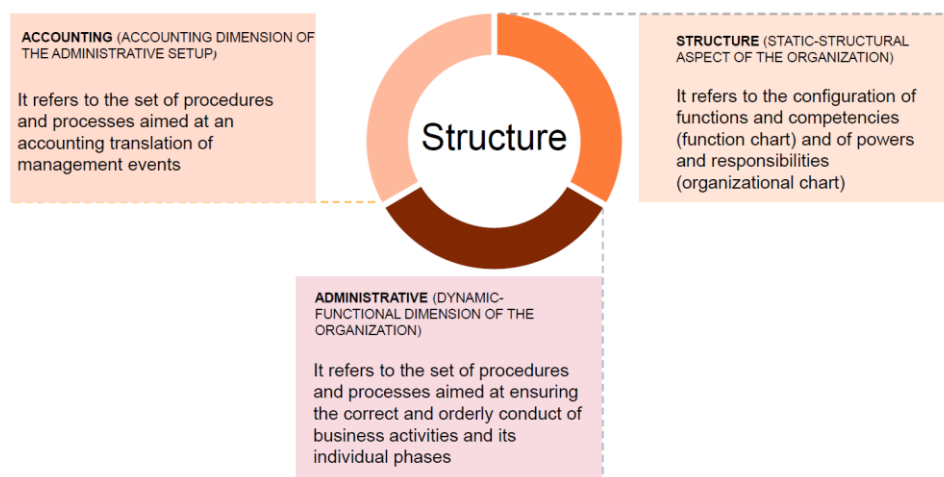 ACCOUNTING (ACCOUNTING DIMENSION OF
THE ADMINISTRATIVE SETUP)
It refers to the set of procedures
and processes aimed at an
accounting translation of
management events
Structure
STRUCTURE (STATIC-STRUCTURAL
ASPECT OF THE ORGANIZATION)
It refers to the configuration of
functions and competencies
(function chart) and of powers
and responsibilities
(organizational chart)
ADMINISTRATIVE (DYNAMIC-
FUNCTIONAL DIMENSION OF THE
ORGANIZATION)
It refers to the set of procedures
and processes aimed at ensuring
the correct and orderly conduct of
business activities and its
individual phases